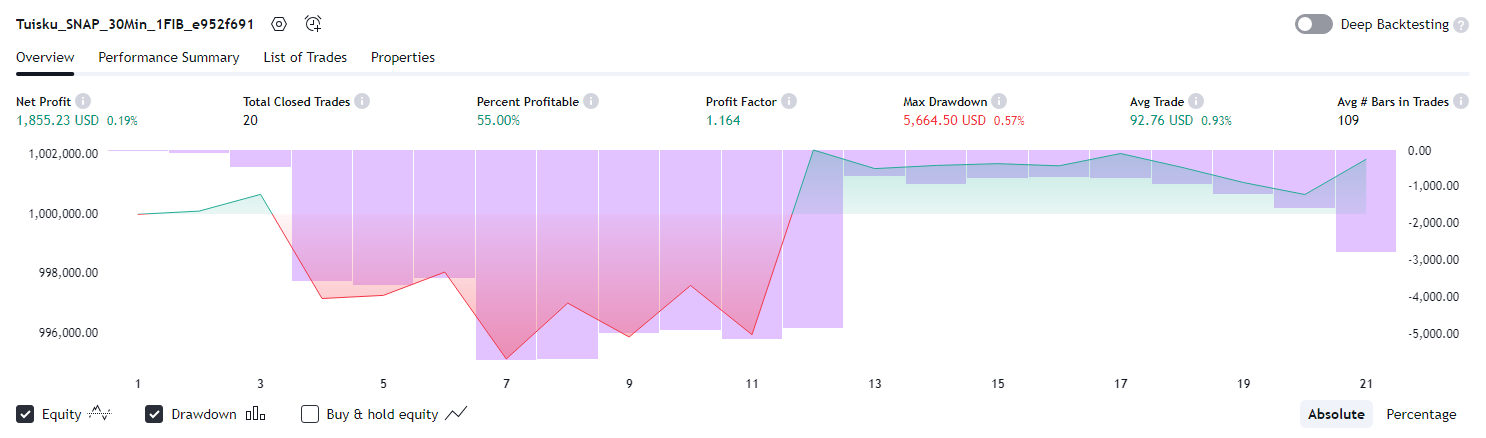 Tuisku_SNAP_30Min_1FIB_e952f691
Deep Backtesting ?
Overview Performance Summary List of Trades Properties
Net Profit i Total Closed Trades i Percent Profitable i Profit Factor i Max Drawdown i Avg Trade i Avg # Bars in Trades i
1,855.23 USD 0.19% 20 55.00% 1.164 5,664.50 USD 0.57% 92.76 USD 0.93% 109
1,002,000.00 0.00
1,000,000.00 -1,000.00
998,000.00 -2,000.00
996,000.00 -3,000.00
-4,000.00
-5,000.00
1 3 5 7 9 11 13 15 17 19 21
Equity Drawdown Buy & hold equity Absolute Percentage